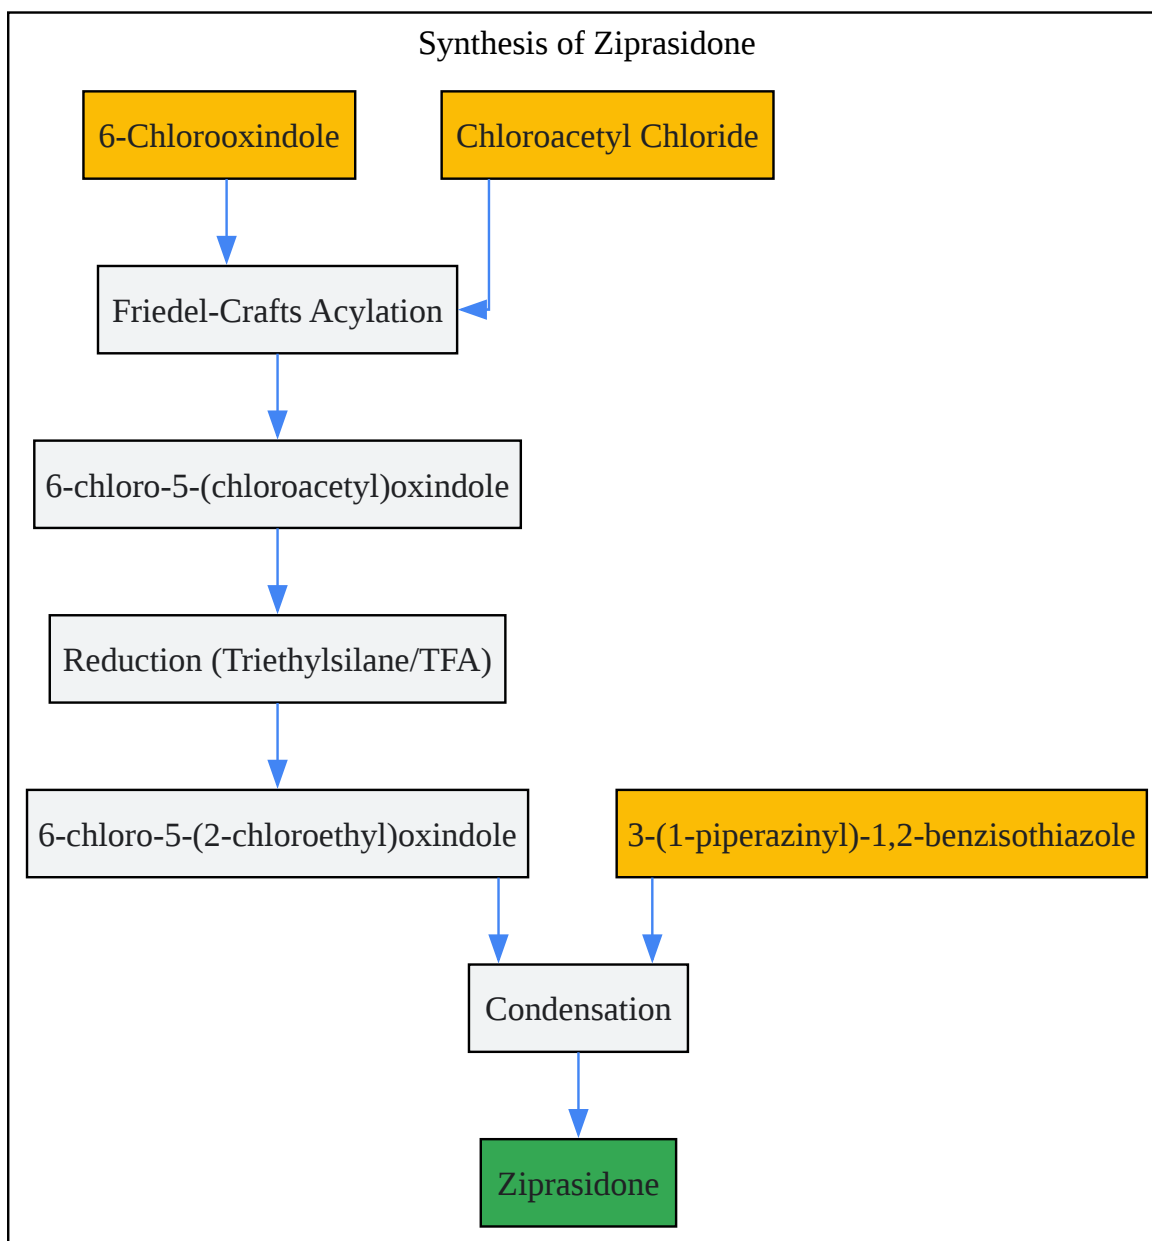 Synthesis of Ziprasidone
6-Chlorooxindole
Chloroacetyl Chloride
Friedel-Crafts Acylation
6-chloro-5-(chloroacetyl)oxindole
Reduction (Triethylsilane/TFA)
6-chloro-5-(2-chloroethyl)oxindole
3-(1-piperazinyl)-1,2-benzisothiazole
Condensation
Ziprasidone